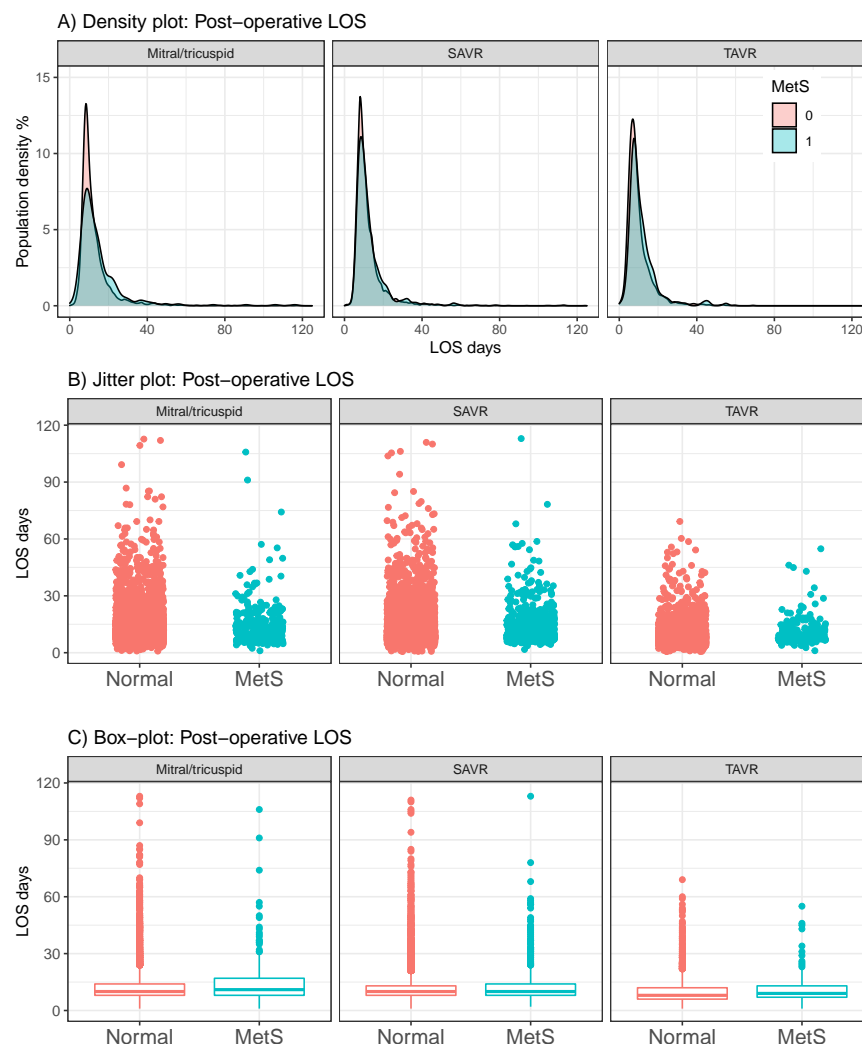 A) Density plot: Post−operative LOS
Mitral/tricuspid SAVR TAVR
15
10
5
0
Population density %
MetS
0
1
0 40 80 120 0 40 80 120 0 40 80 120
LOS days
B) Jitter plot: Post−operative LOS
Mitral/tricuspid SAVR TAVR
120
90
60
30
0
LOS days
Normal MetS Normal MetS Normal MetS
C) Box−plot: Post−operative LOS
Mitral/tricuspid SAVR TAVR
120
90
60
30
0
LOS days
Normal MetS Normal MetS Normal MetS